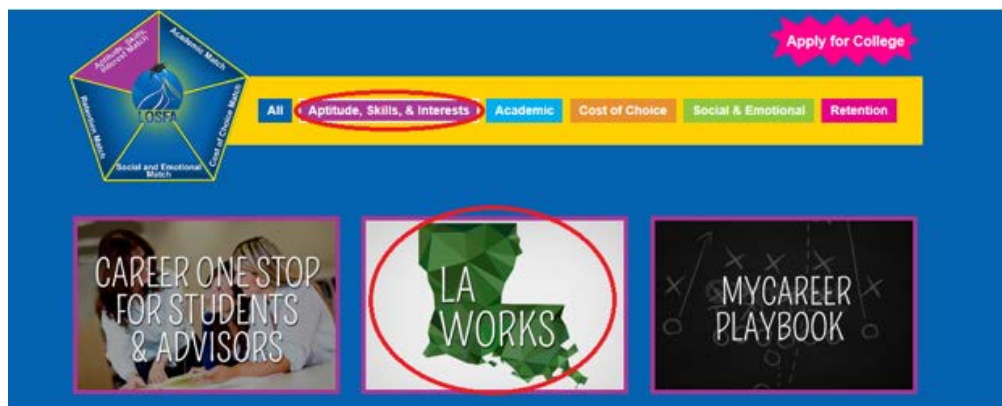 Apply for College
Aptitude, Skills,
Interest Match
Academic Match
Cost of Choice Match
Social and Emotional
Match
Retention Match
LOSFA
All
Aptitude, Skills, & Interests
Academic
Cost of Choice
Social & Emotional
Retention
CAREER ONE STOP
FOR STUDENTS
& ADVISORS
LA
WORKS
MYCAREER
PLAYBOOK